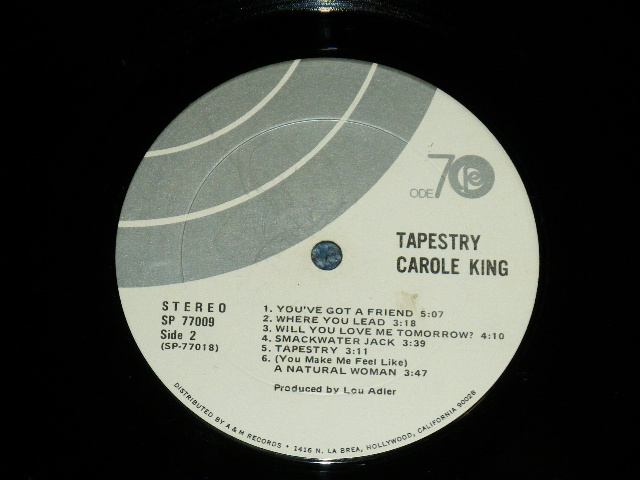 ODE 70
TAPESTRY
CAROLE KING
STEREO
SP 77009
Side 2
(SP-77018)
1. YOU'VE GOT A FRIEND 5:07
2. WHERE YOU LEAD 3:18
3. WILL YOU LOVE ME TOMORROW? 4:10
4. SMACKWATER JACK 3:39
5. TAPESTRY 3:11
6. (You Make Me Feel Like)
A NATURAL WOMAN 3:47
Produced by Lou Adler
DISTRIBUTED BY A & M RECORDS • 1416 N. LA BREA, HOLLYWOOD, CALIFORNIA 90028